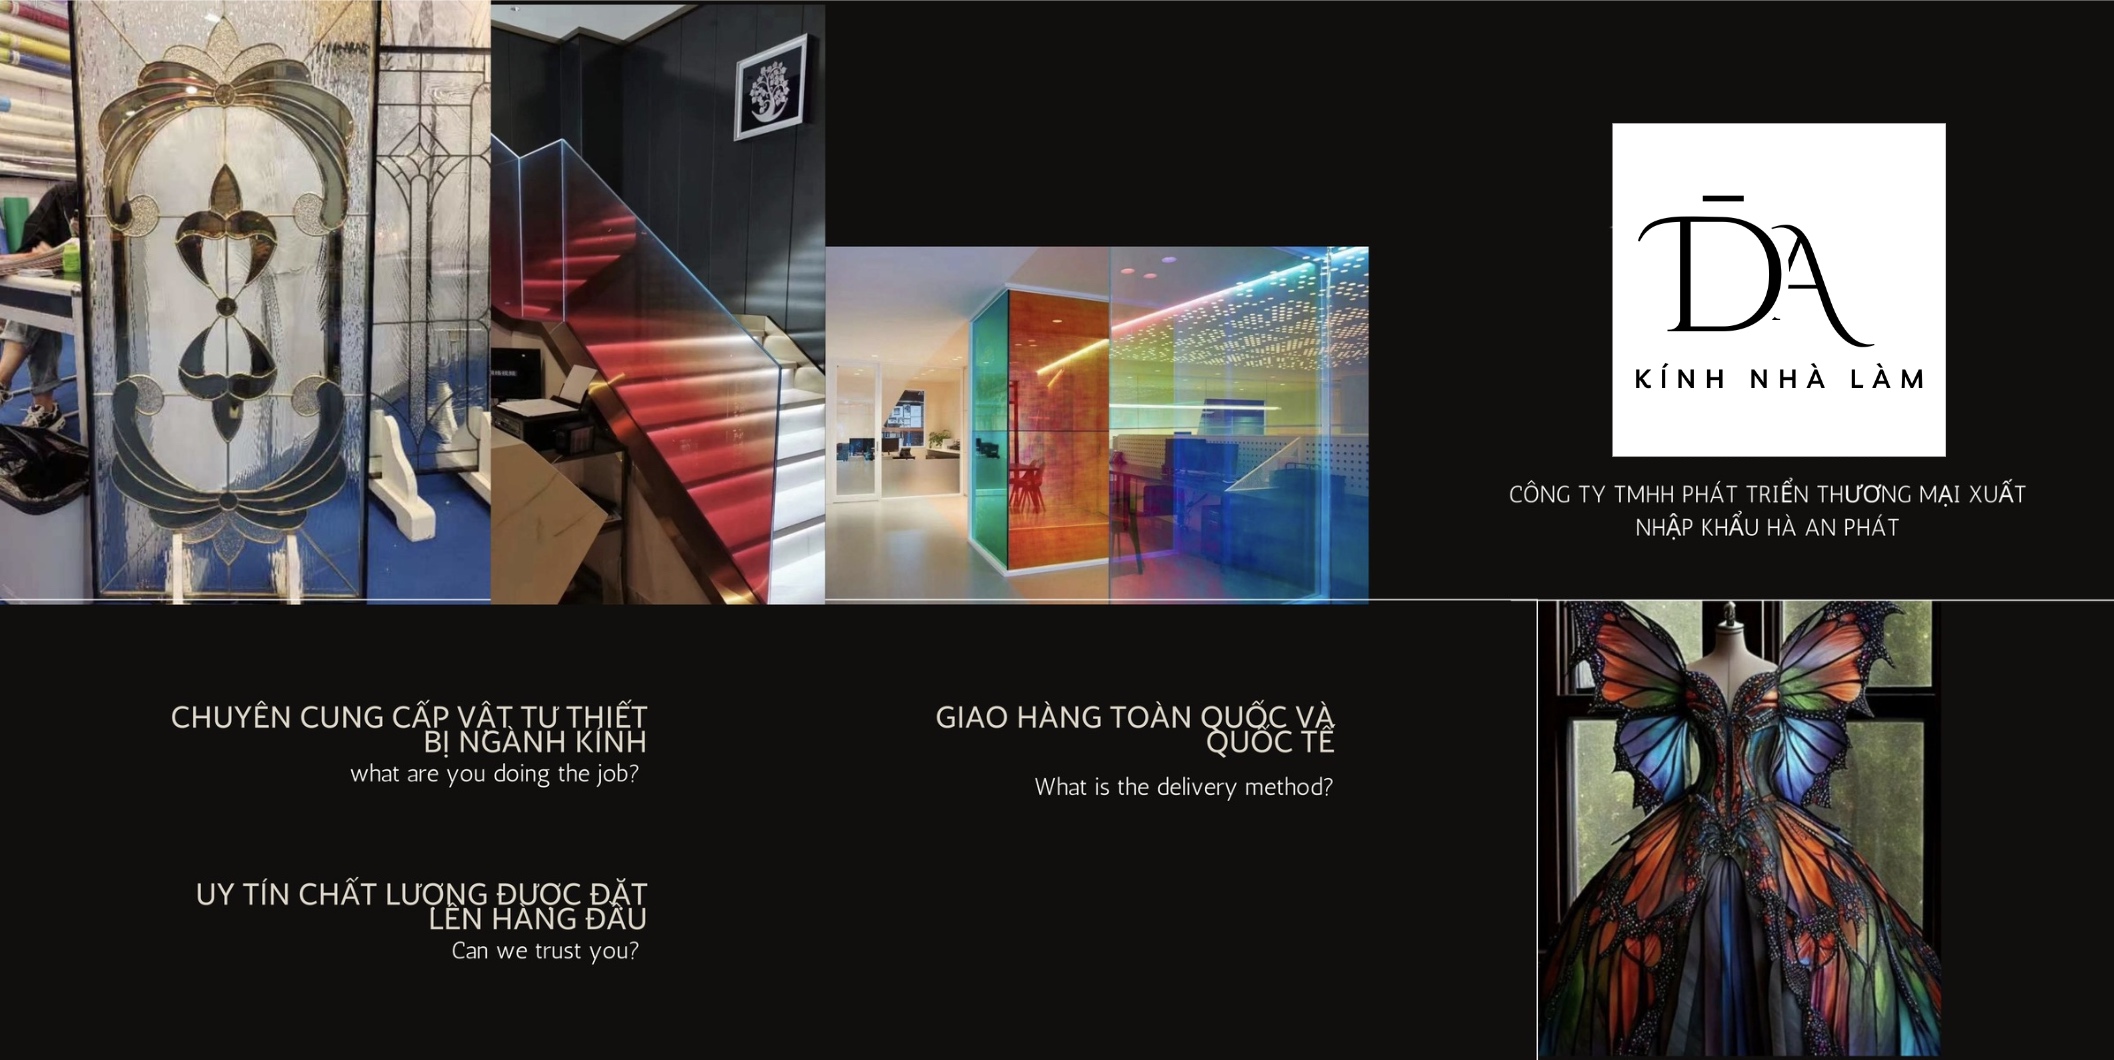 ĐA
KÍNH NHÀ LÀM
CÔNG TY TMHH PHÁT TRIỂN THƯƠNG MẠI XUẤT
NHẬP KHẨU HÀ AN PHÁT
CHUYÊN CUNG CẤP VẬT TƯ THIẾT
BỊ NGÀNH KÍNH
what are you doing the job?
GIAO HÀNG TOÀN QUỐC VÀ
QUỐC TẾ
What is the delivery method?
UY TÍN CHẤT LƯỢNG ĐƯỢC ĐẶT
LÊN HÀNG ĐẦU
Can we trust you?